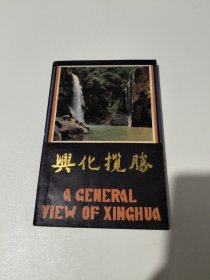 興化攬勝
A GENERAL
VIEW OF XINGHUA